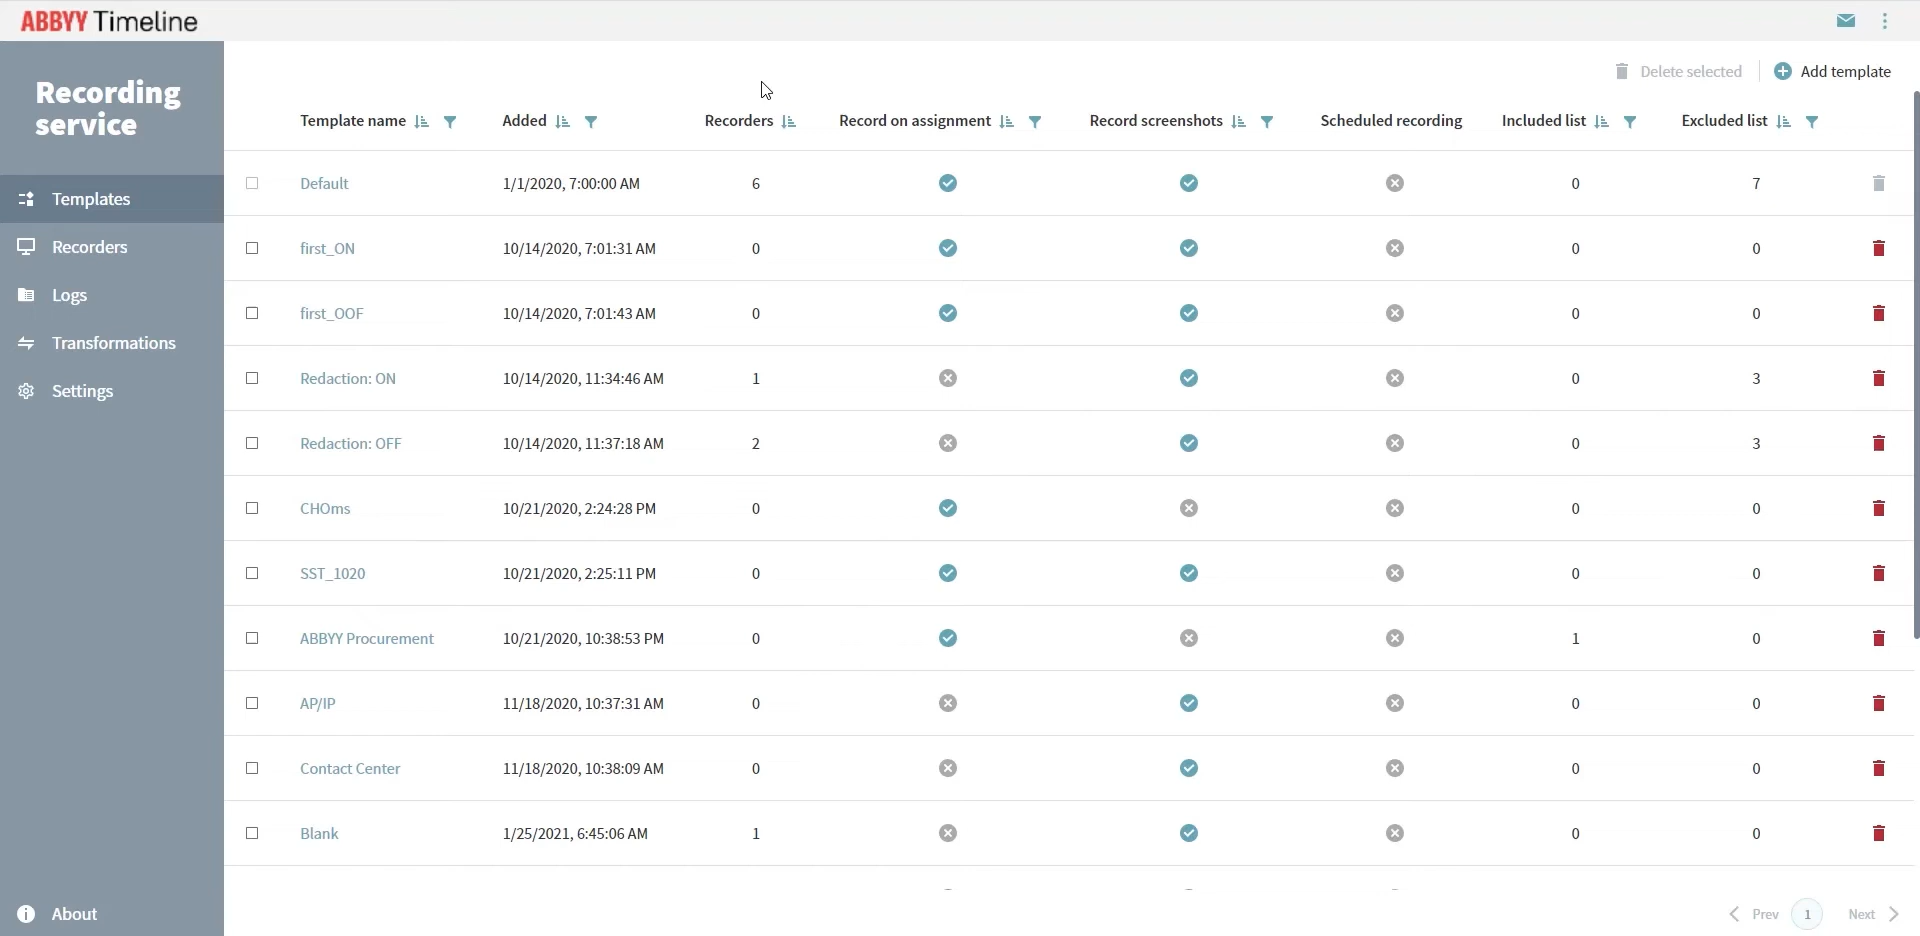 ABBYY Timeline
Recording
service
Templates
Recorders
Logs
Transformations
Settings
About
Delete selected
Add template
Template name Added Recorders Record on assignment Record screenshots Scheduled recording Included list Excluded list
Default 1/1/2020, 7:00:00 AM 6 0 7
first_ON 10/14/2020, 7:01:31 AM 0 0 0
first_OOF 10/14/2020, 7:01:43 AM 0 0 0
Redaction: ON 10/14/2020, 11:34:46 AM 1 0 3
Redaction: OFF 10/14/2020, 11:37:18 AM 2 0 3
CHOms 10/21/2020, 2:24:28 PM 0 0 0
SST_1020 10/21/2020, 2:25:11 PM 0 0 0
ABBYY Procurement 10/21/2020, 10:38:53 PM 0 1 0
AP/IP 11/18/2020, 10:37:31 AM 0 0 0
Contact Center 11/18/2020, 10:38:09 AM 0 0 0
Blank 1/25/2021, 6:45:06 AM 1 0 0
Prev 1 Next